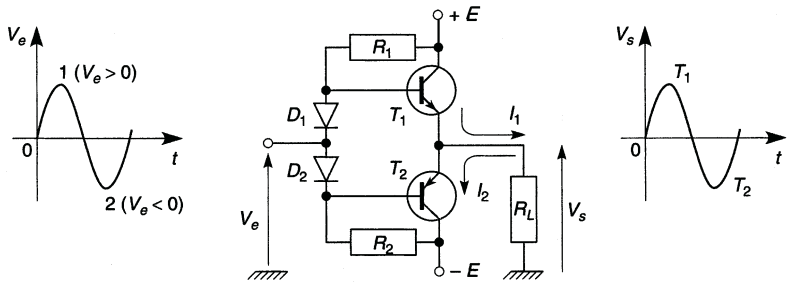 Ve
1 (Ve > 0)
0
t
2 (Ve < 0)
+ E
R1
D1
T1
I1
D2
T2
I2
Ve
RL
Vs
R2
− E
Vs
T1
0
t
T2